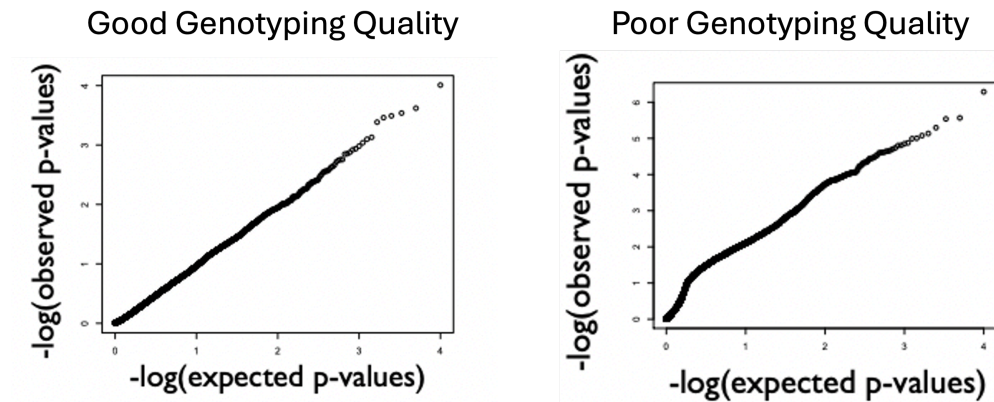 Good Genotyping Quality
-log(observed p-values)
4
3
2
1
0
0 1 2 3 4
-log(expected p-values)
Poor Genotyping Quality
-log(observed p-values)
6
5
4
3
2
1
0
0 1 2 3 4
-log(expected p-values)